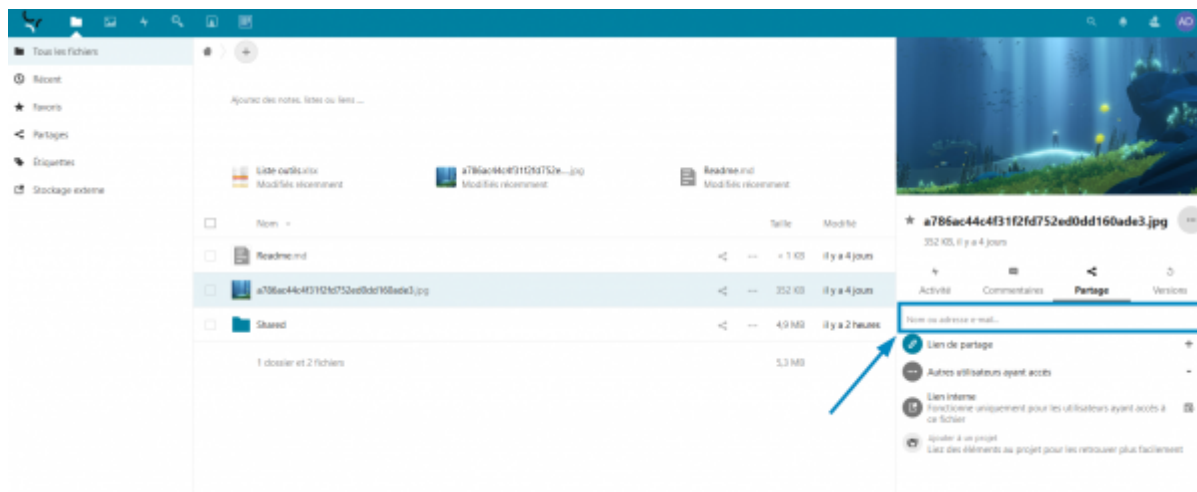 AD
Tous les fichiers
Récent
Favoris
Partages
Étiquettes
Stockage externe
Ajoutez des notes, listes ou liens ...
Liste outils.xlsx
Modifiés récemment
a786ac44c4f31f2fd752e...jpg
Modifiés récemment
Readme.md
Modifiés récemment
Nom
Taille
Modifié
Readme.md
< 1 KB
il y a 4 jours
a786ac44c4f31f2fd752ed0dd160ade3.jpg
352 KB
il y a 4 jours
Shared
4,9 MB
il y a 2 heures
1 dossier et 2 fichiers
5,3 MB
a786ac44c4f31f2fd752ed0dd160ade3.jpg
352 KB, il y a 4 jours
Activité
Commentaires
Partage
Versions
Nom ou adresse e-mail...
Lien de partage
Autres utilisateurs ayant accès
Lien interne
Fonctionne uniquement pour les utilisateurs ayant accès à
ce fichier
Ajouter à un projet
Liez des éléments au projet pour les retrouver plus facilement